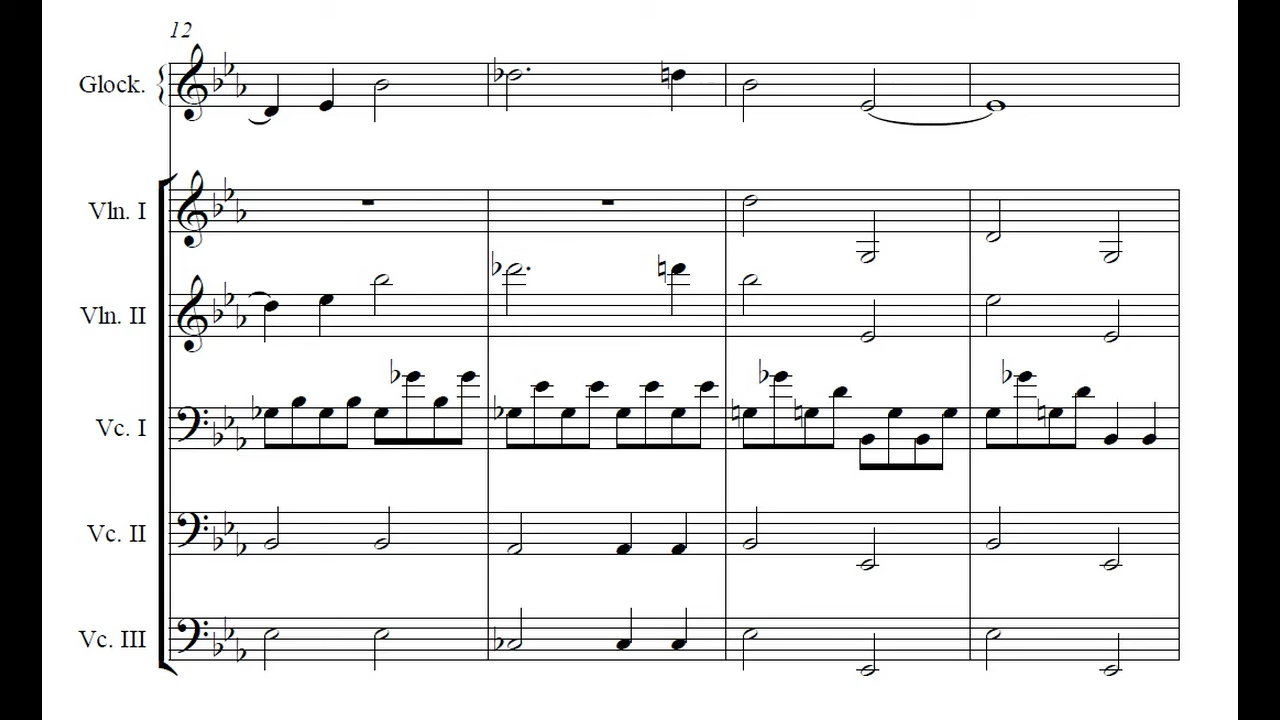 12
Glock.
Vln. I
Vln. II
Vc. I
Vc. II
Vc. III